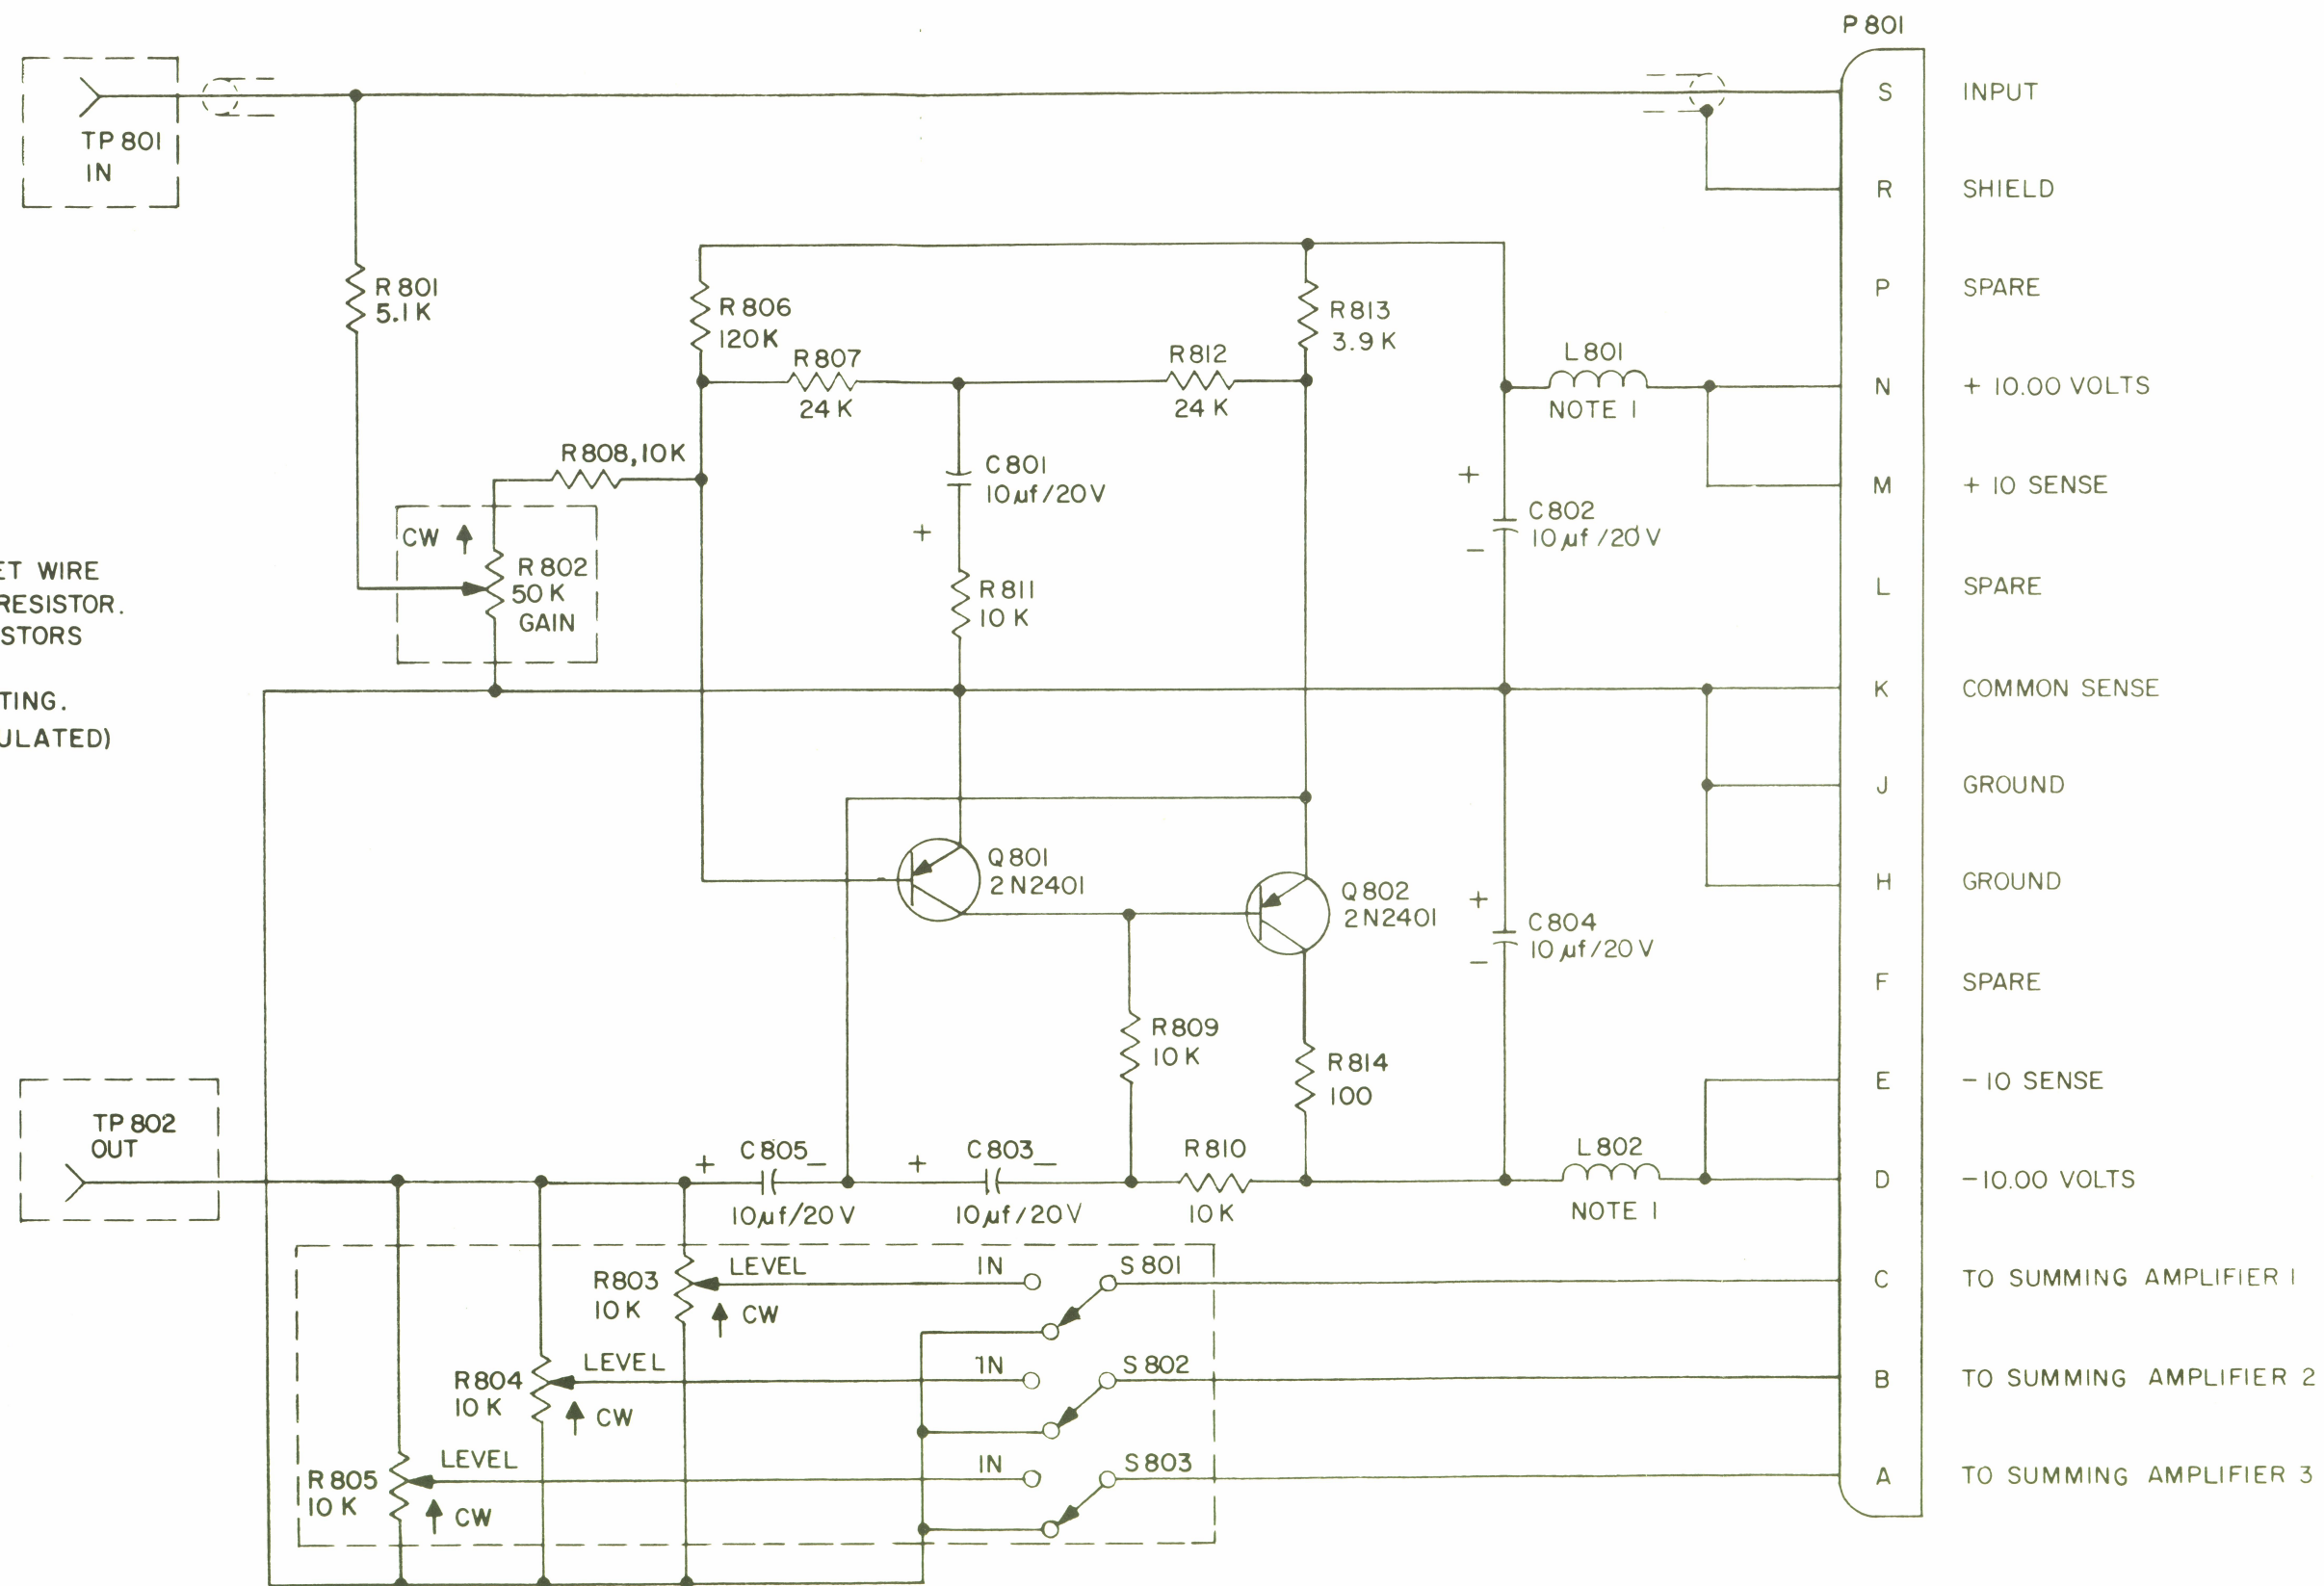 P801
S INPUT
TP801
IN
R SHIELD
R801
5.1K
P SPARE
R806
120K
R813
3.9K
R807
24K
R812
24K
L801
NOTE 1
N + 10.00 VOLTS
R808, 10K
C801
10µf/20V
+
M + 10 SENSE
+
C802
10µf/20V
−
CW
R802
50K
GAIN
R811
10K
L SPARE
ET WIRE
RESISTOR.
STORS
TING.
ULATED)
K COMMON SENSE
J GROUND
Q801
2N2401
Q802
2N2401
H GROUND
+
C804
10µf/20V
−
F SPARE
R809
10K
R814
100
E −10 SENSE
TP802
OUT
+ C805 −
10µf/20V
+ C803 −
10µf/20V
R810
10K
L802
NOTE 1
D −10.00 VOLTS
R803
10K
LEVEL
CW
IN
S801
C TO SUMMING AMPLIFIER 1
R804
10K
LEVEL
CW
IN
S802
B TO SUMMING AMPLIFIER 2
R805
10K
LEVEL
CW
IN
S803
A TO SUMMING AMPLIFIER 3